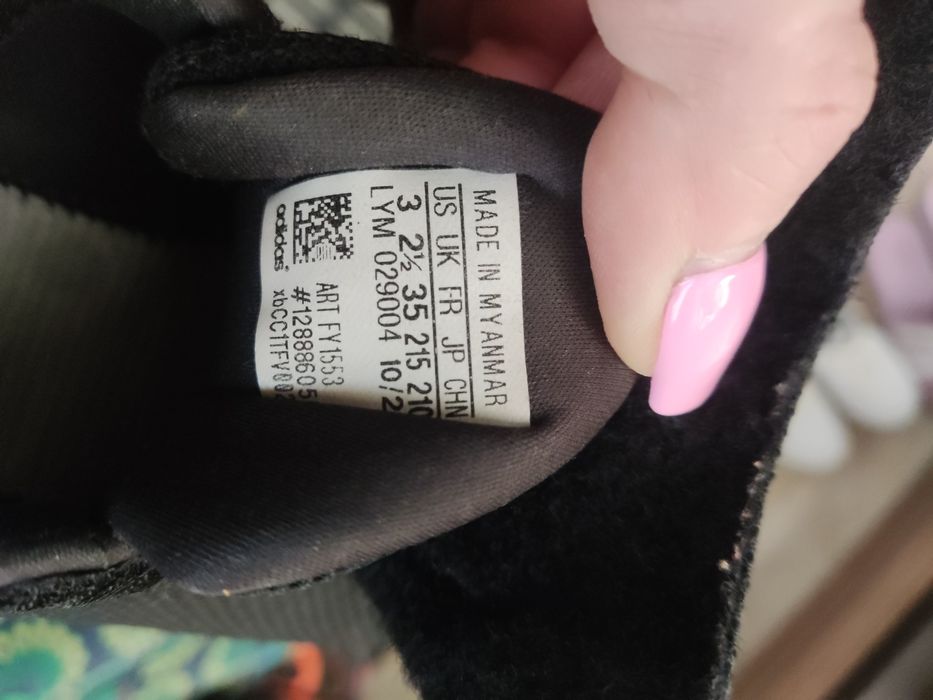 MADE IN MYANMAR
US UK FR JP CHN
3 2½ 35 215 210
LYM 029004 10/2
ART FY1553
#12888605
adidas